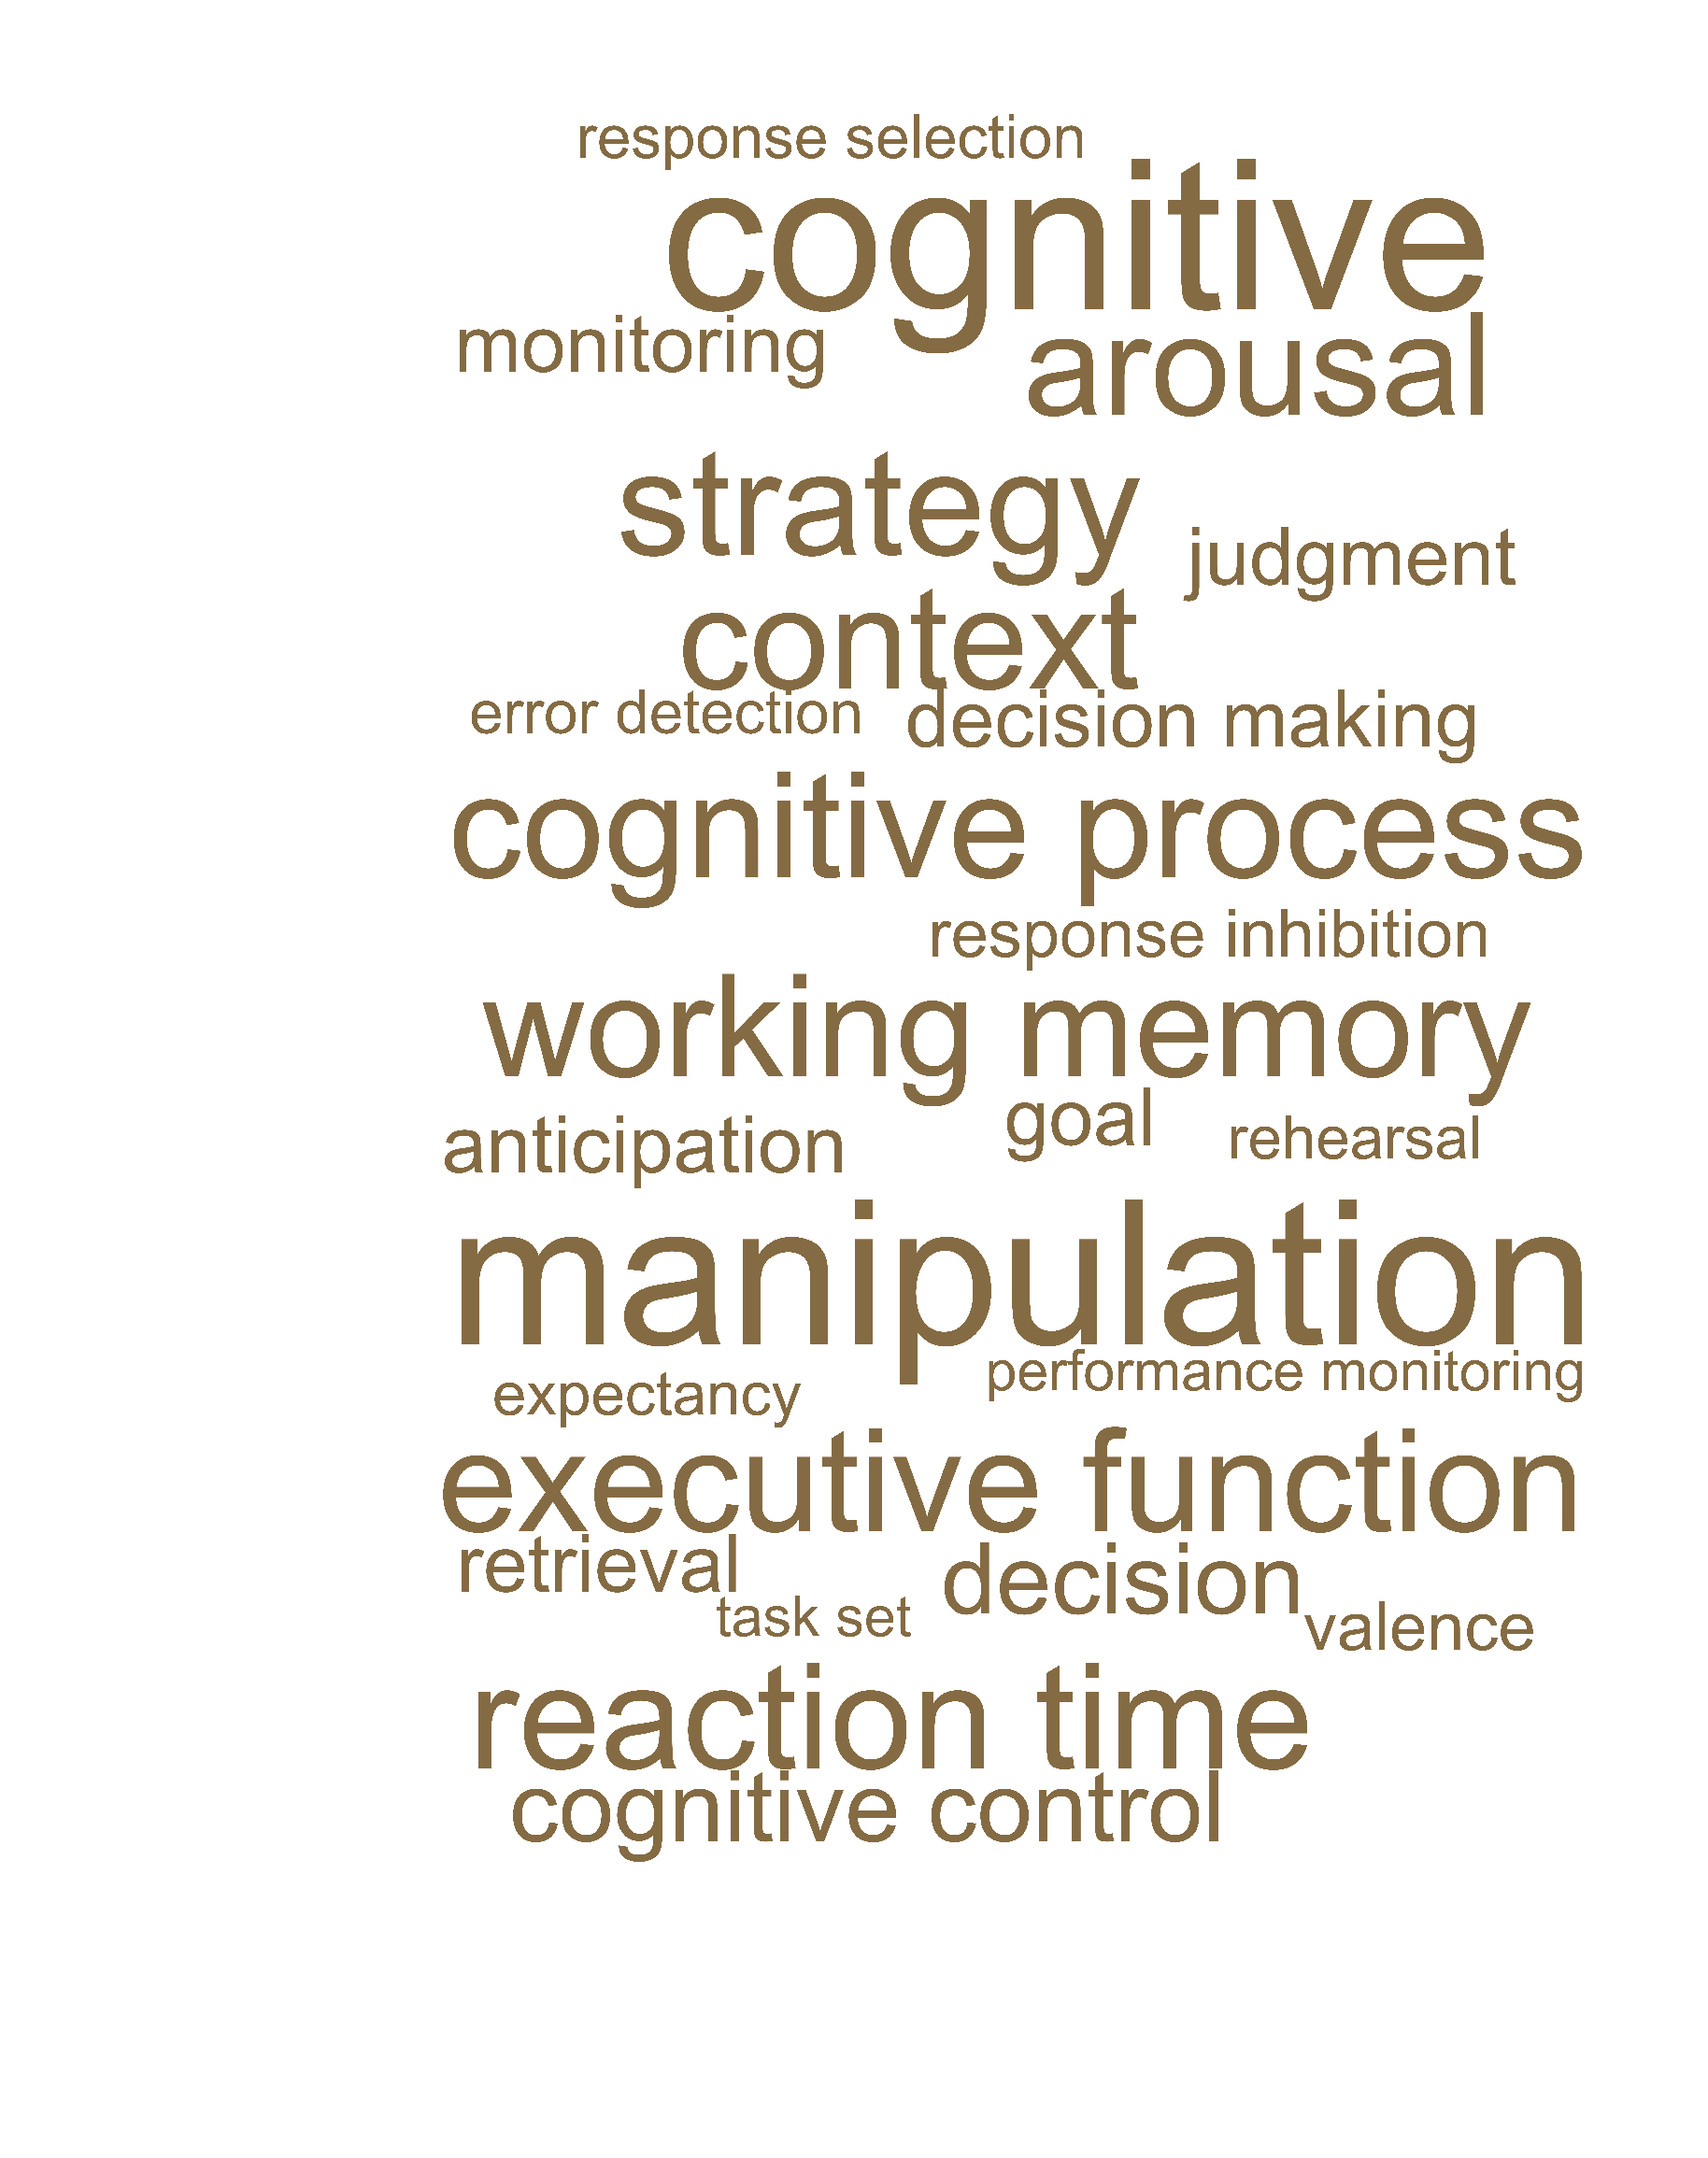 response selection
cognitive
monitoring
arousal
strategy
judgment
context
error detection
decision making
cognitive process
response inhibition
working memory
anticipation
goal
rehearsal
manipulation
performance monitoring
expectancy
executive function
retrieval
decision
task set
valence
reaction time
cognitive control